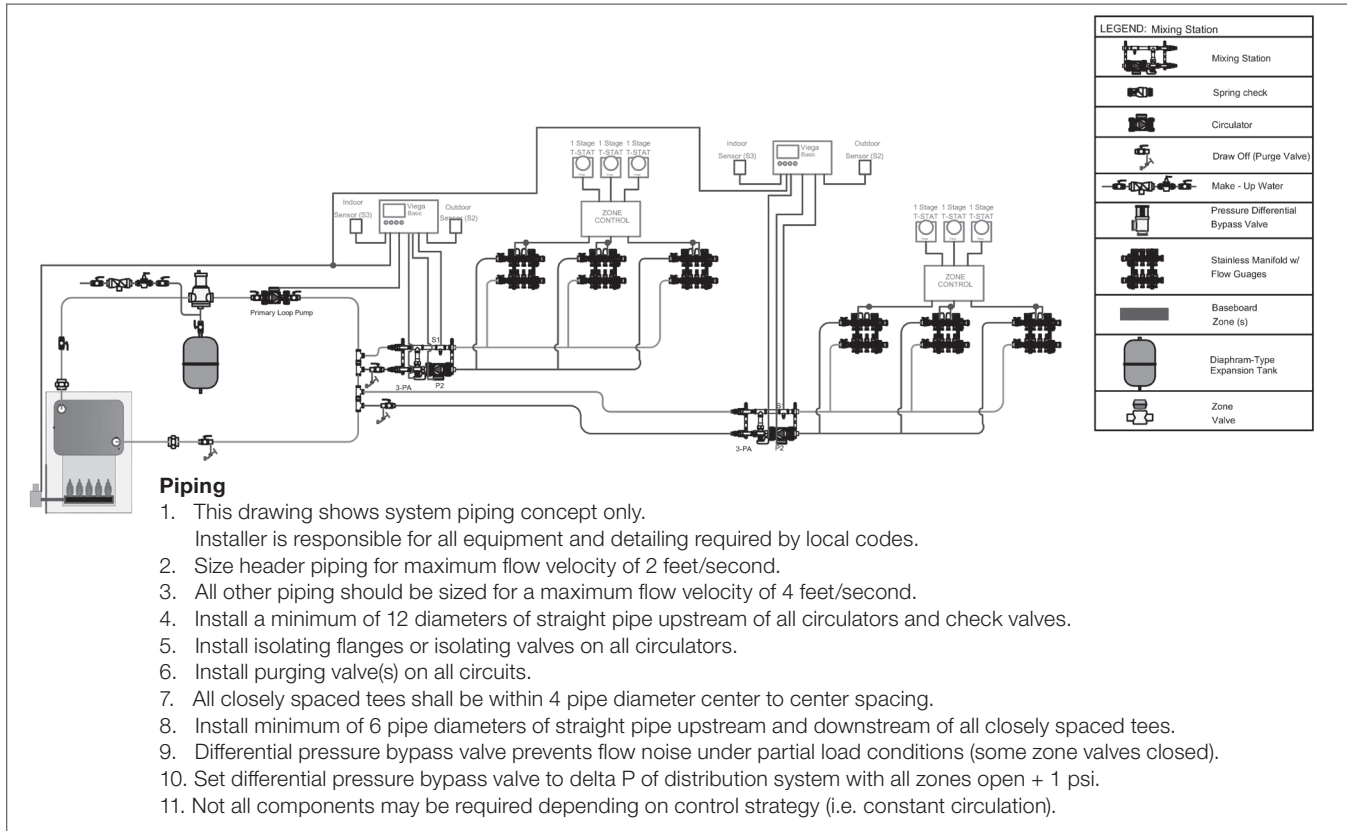 LEGEND: Mixing Station
Mixing Station
Spring check
Circulator
Draw Off (Purge Valve)
Make - Up Water
Pressure Differential
Bypass Valve
Stainless Manifold w/
Flow Guages
Baseboard
Zone (s)
Diaphram-Type
Expansion Tank
Zone
Valve
1 Stage 1 Stage 1 Stage
T-STAT T-STAT T-STAT
ZONE
CONTROL
Indoor
Sensor (S3)
Viega
Basic
Outdoor
Sensor (S2)
Indoor
Sensor (S3)
Viega
Basic
Outdoor
Sensor (S2)
1 Stage 1 Stage 1 Stage
T-STAT T-STAT T-STAT
ZONE
CONTROL
Primary Loop Pump
S1
3-PA P2
S1
3-PA P2
Piping
1. This drawing shows system piping concept only.
Installer is responsible for all equipment and detailing required by local codes.
2. Size header piping for maximum flow velocity of 2 feet/second.
3. All other piping should be sized for a maximum flow velocity of 4 feet/second.
4. Install a minimum of 12 diameters of straight pipe upstream of all circulators and check valves.
5. Install isolating flanges or isolating valves on all circulators.
6. Install purging valve(s) on all circuits.
7. All closely spaced tees shall be within 4 pipe diameter center to center spacing.
8. Install minimum of 6 pipe diameters of straight pipe upstream and downstream of all closely spaced tees.
9. Differential pressure bypass valve prevents flow noise under partial load conditions (some zone valves closed).
10. Set differential pressure bypass valve to delta P of distribution system with all zones open + 1 psi.
11. Not all components may be required depending on control strategy (i.e. constant circulation).